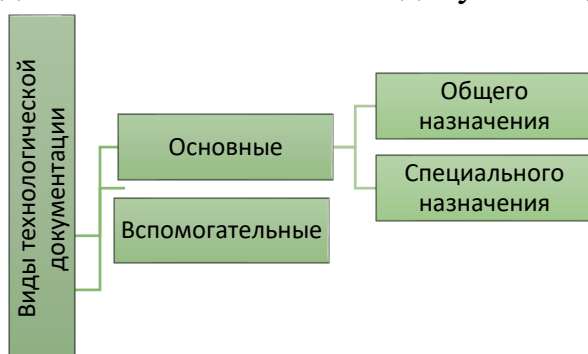 Виды технологической
документации
Основные
Вспомогательные
Общего
назначения
Специального
назначения